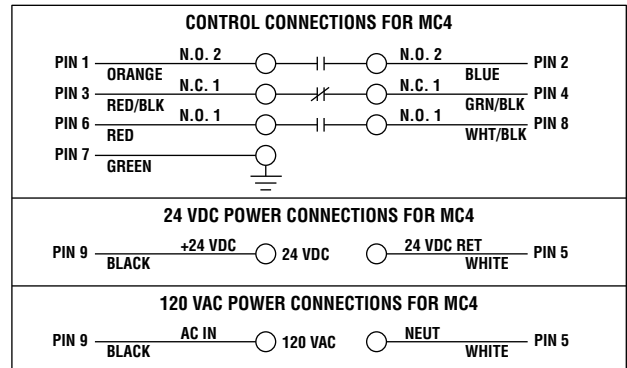 CONTROL CONNECTIONS FOR MC4
PIN 1 N.O. 2 N.O. 2 PIN 2
ORANGE BLUE
PIN 3 N.C. 1 N.C. 1 PIN 4
RED/BLK GRN/BLK
PIN 6 N.O. 1 N.O. 1 PIN 8
RED WHT/BLK
PIN 7
GREEN
24 VDC POWER CONNECTIONS FOR MC4
PIN 9 +24 VDC 24 VDC 24 VDC RET PIN 5
BLACK WHITE
120 VAC POWER CONNECTIONS FOR MC4
PIN 9 AC IN 120 VAC NEUT PIN 5
BLACK WHITE